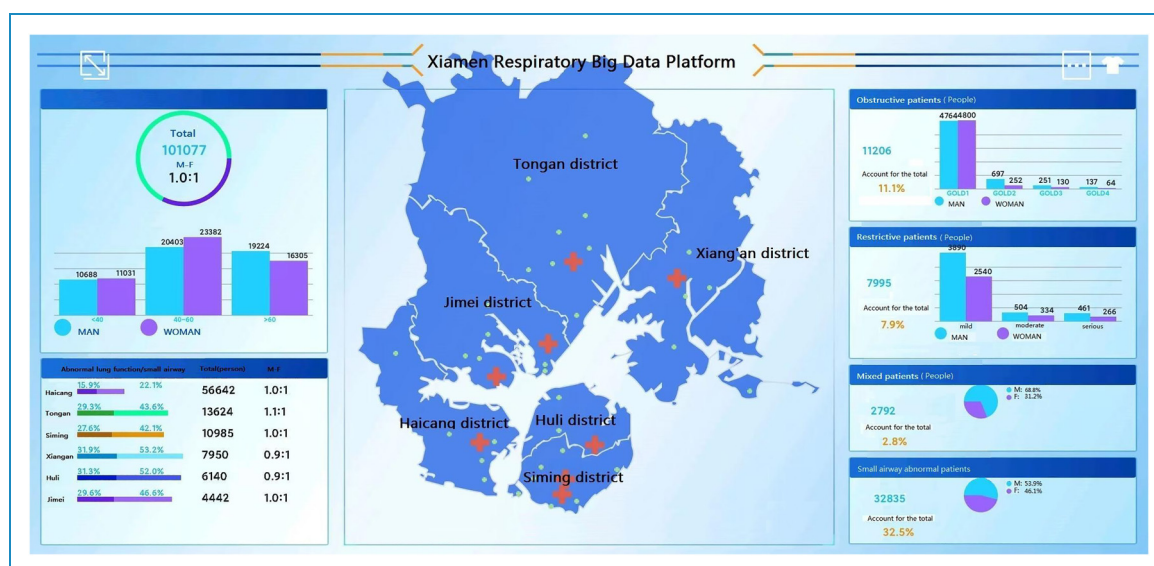 Xiamen Respiratory Big Data Platform
Total
101077
M-F
1.0:1
10688 11031 20403 23382 19224 16305
<40 40-60 >60
MAN WOMAN
Abnormal lung function/small airway Total(person) M-F
Haicang 15.9% 22.1% 56642 1.0:1
Tongan 29.3% 43.6% 13624 1.1:1
Siming 27.6% 42.1% 10985 1.0:1
Xiangan 31.9% 53.2% 7950 0.9:1
Huli 31.3% 52.0% 6140 0.9:1
Jimei 29.6% 46.6% 4442 1.0:1
Tongan district
Xiang'an district
Jimei district
Haicang district
Huli district
Siming district
Obstructive patients (People)
11206
Account for the total
11.1%
4764 4800 697 252 251 130 137 64
GOLD1 GOLD2 GOLD3 GOLD4
MAN WOMAN
Restrictive patients (People)
7995
Account for the total
7.9%
3890 2540 504 334 461 266
mild moderate serious
MAN WOMAN
Mixed patients (People)
2792
Account for the total
2.8%
M: 68.8%
F: 31.2%
Small airway abnormal patients
32835
Account for the total
32.5%
M: 53.9%
F: 46.1%